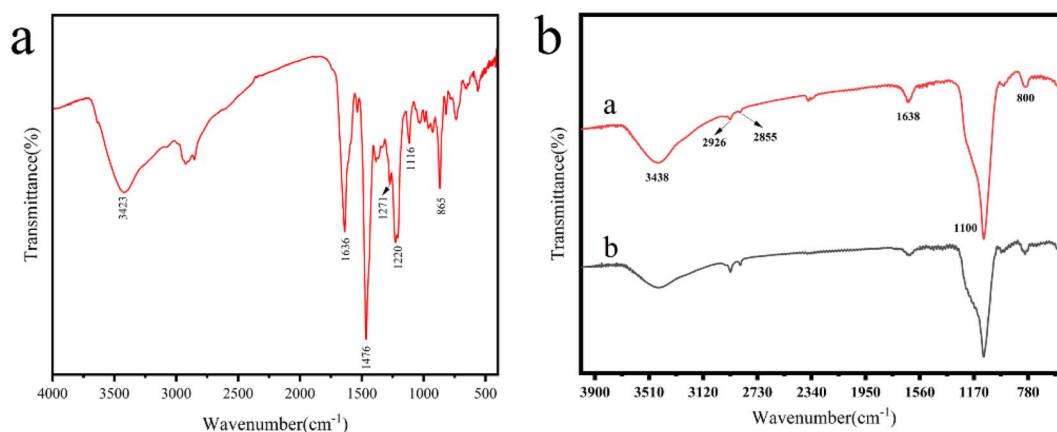 a
Transmittance(%)
3423
1636
1476
1271
1220
1116
865
4000 3500 3000 2500 2000 1500 1000 500
Wavenumber(cm-1)
b
Transmittance(%)
a
3438
2926
2855
1638
1100
800
b
3900 3510 3120 2730 2340 1950 1560 1170 780
Wavenumber(cm-1)